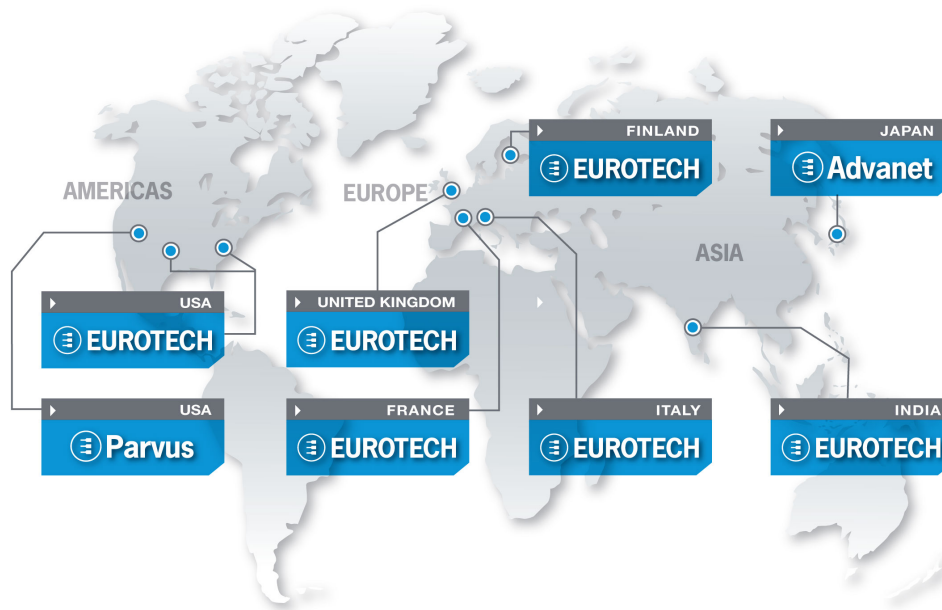 FINLAND
EUROTECH
JAPAN
Advanet
AMERICAS
EUROPE
ASIA
USA
EUROTECH
UNITED KINGDOM
EUROTECH
USA
Parvus
FRANCE
EUROTECH
ITALY
EUROTECH
INDIA
EUROTECH